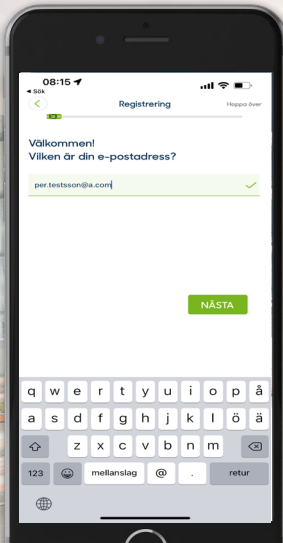 08:15
◄ Sök
Registrering
Hoppa över
Välkommen!
Vilken är din e-postadress?
per.testsson@a.com
NÄSTA
q w e r t y u i o p å
a s d f g h j k l ö ä
z x c v b n m
123 mellanslag @ . retur